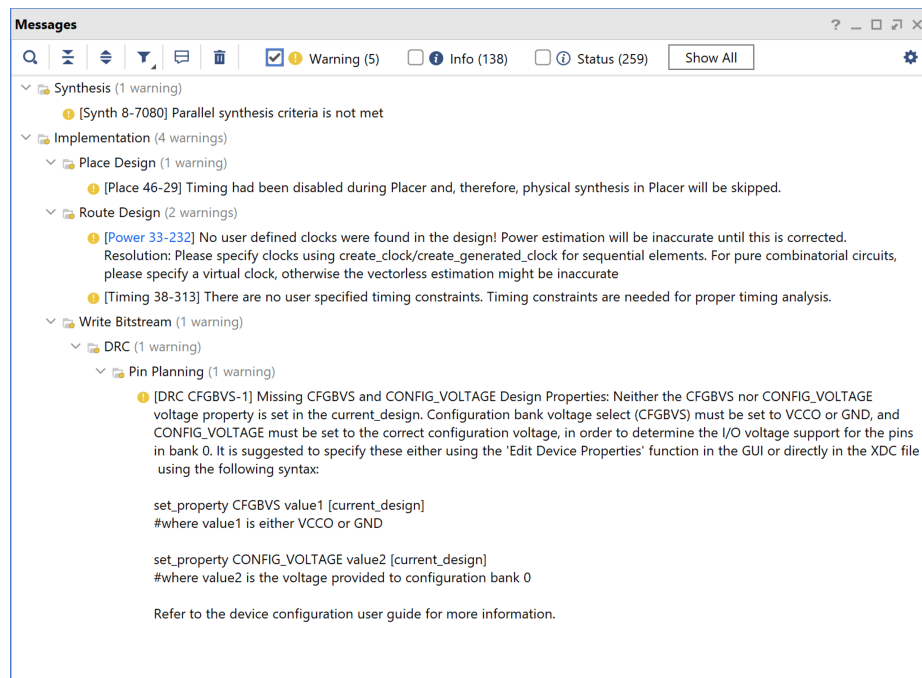 Messages
Warning (5) Info (138) Status (259) Show All
Synthesis (1 warning)
[Synth 8-7080] Parallel synthesis criteria is not met
Implementation (4 warnings)
Place Design (1 warning)
[Place 46-29] Timing had been disabled during Placer and, therefore, physical synthesis in Placer will be skipped.
Route Design (2 warnings)
[Power 33-232] No user defined clocks were found in the design! Power estimation will be inaccurate until this is corrected.
Resolution: Please specify clocks using create_clock/create_generated_clock for sequential elements. For pure combinatorial circuits,
please specify a virtual clock, otherwise the vectorless estimation might be inaccurate
[Timing 38-313] There are no user specified timing constraints. Timing constraints are needed for proper timing analysis.
Write Bitstream (1 warning)
DRC (1 warning)
Pin Planning (1 warning)
[DRC CFGBVS-1] Missing CFGBVS and CONFIG_VOLTAGE Design Properties: Neither the CFGBVS nor CONFIG_VOLTAGE
voltage property is set in the current_design. Configuration bank voltage select (CFGBVS) must be set to VCCO or GND, and
CONFIG_VOLTAGE must be set to the correct configuration voltage, in order to determine the I/O voltage support for the pins
in bank 0. It is suggested to specify these either using the 'Edit Device Properties' function in the GUI or directly in the XDC file
using the following syntax:
set_property CFGBVS value1 [current_design]
#where value1 is either VCCO or GND
set_property CONFIG_VOLTAGE value2 [current_design]
#where value2 is the voltage provided to configuration bank 0
Refer to the device configuration user guide for more information.